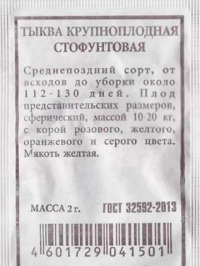 ТЫКВА КРУПНОПЛОДНАЯ
СТОФУНТОВАЯ
Среднепоздний сорт, от
всходов до уборки около
112-130 дней. Плод
представительских размеров,
сферический, массой 10-20 кг,
с корой розового, желтого,
оранжевого и серого цвета.
Мякоть желтая.
МАССА 2 г. ГОСТ 32592-2013
4 601729 041501